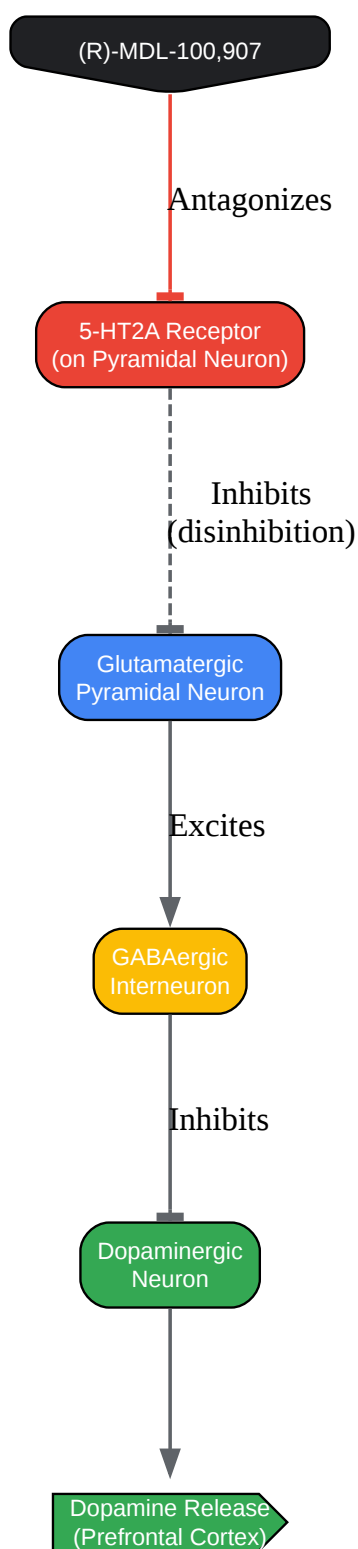 (R)-MDL-100,907
Antagonizes
5-HT2A Receptor
(on Pyramidal Neuron)
Inhibits
(disinhibition)
Glutamatergic
Pyramidal Neuron
Excites
GABAergic
Interneuron
Inhibits
Dopaminergic
Neuron
Dopamine Release
(Prefrontal Cortex)